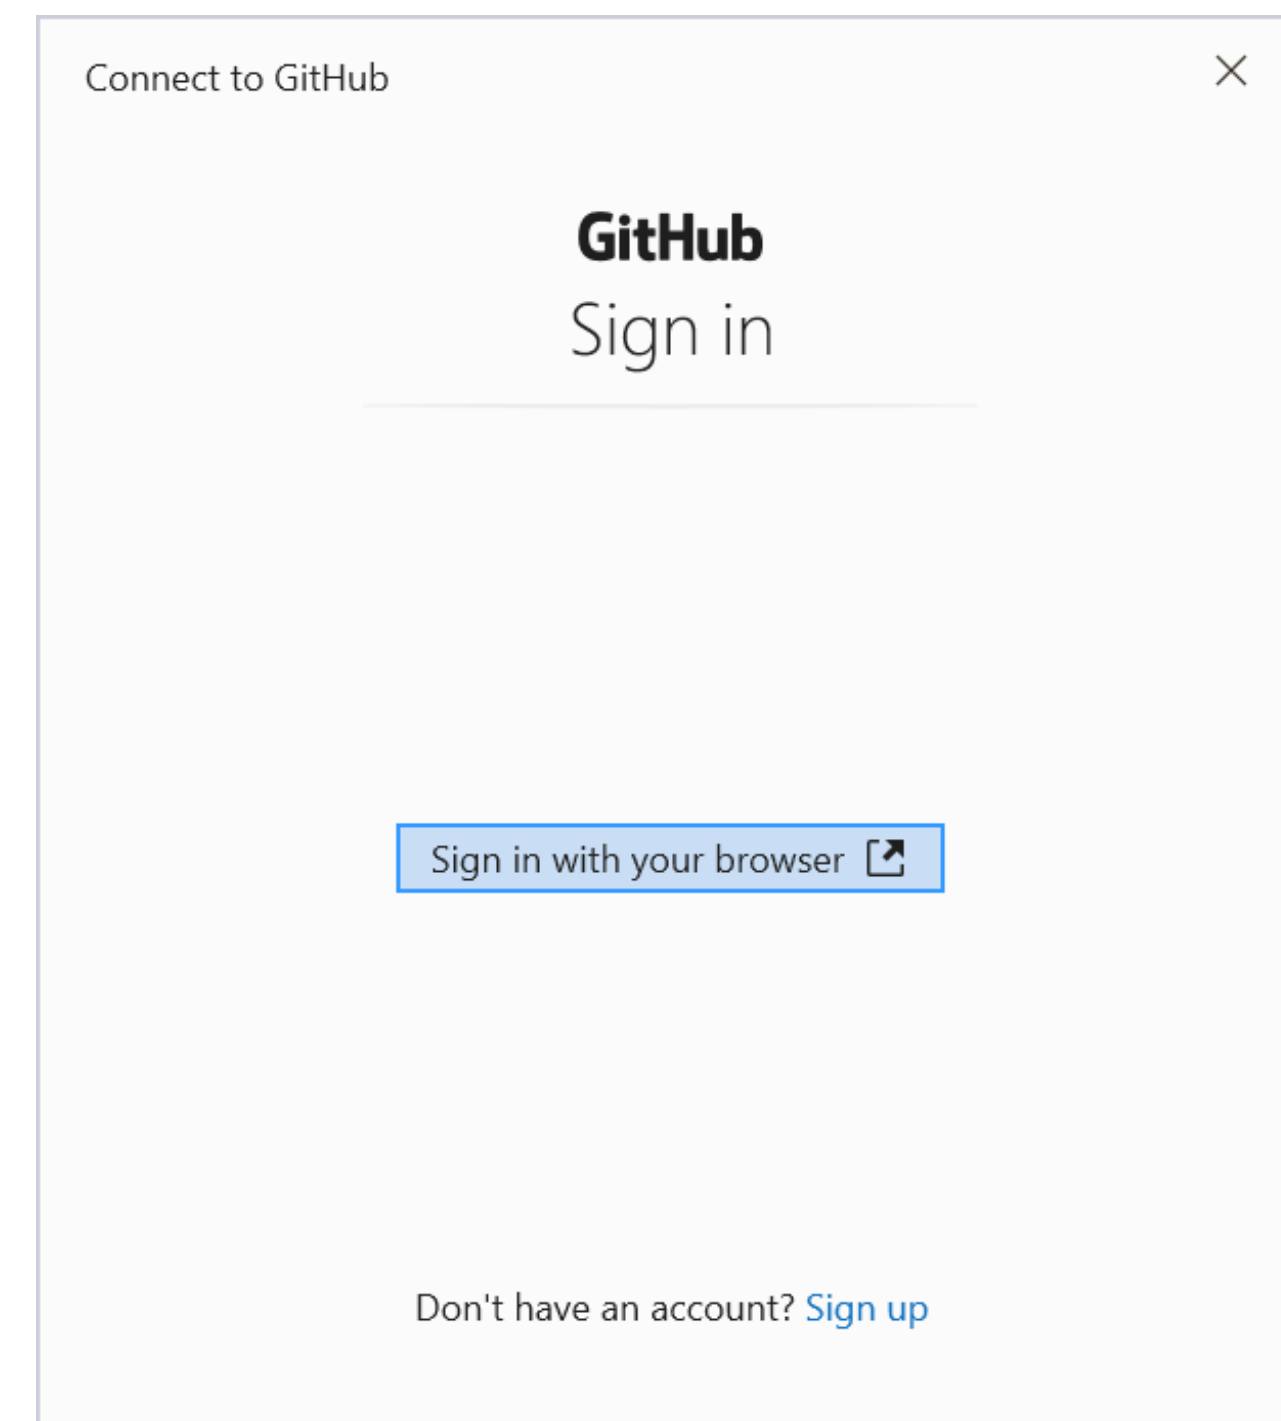 Connect to GitHub
GitHub
Sign in
Sign in with your browser
Don't have an account? Sign up